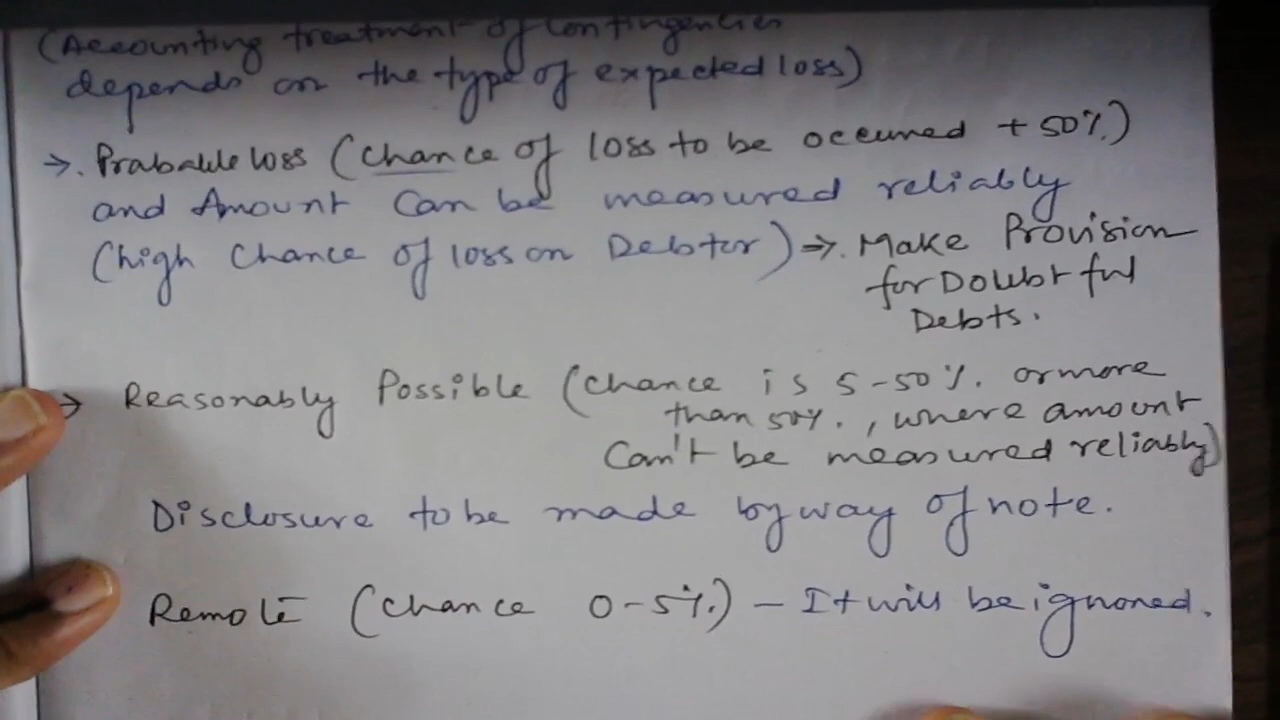 (Accounting treatment of contingencies
depends on the type of expected loss)
→. Probable loss (Chance of loss to be occurred +50%)
and Amount Can be measured reliably
(high Chance of loss on Debtor) ⇒. Make Provision
for Doubtful
Debts.
→ Reasonably Possible (Chance is 5-50%. or more
than 50%., where amount
Can't be measured reliably)
Disclosure to be made by way of note.
Remote (Chance 0-5%.) - It will be ignored.